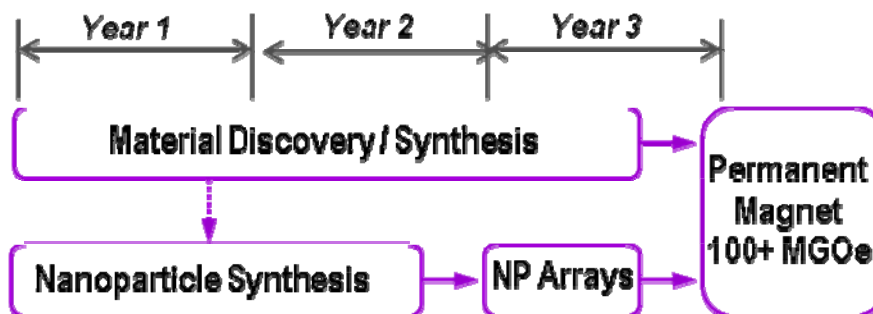 Year 1 Year 2 Year 3
Material Discovery / Synthesis
Permanent
Magnet
100+ MGOe
Nanoparticle Synthesis
NP Arrays